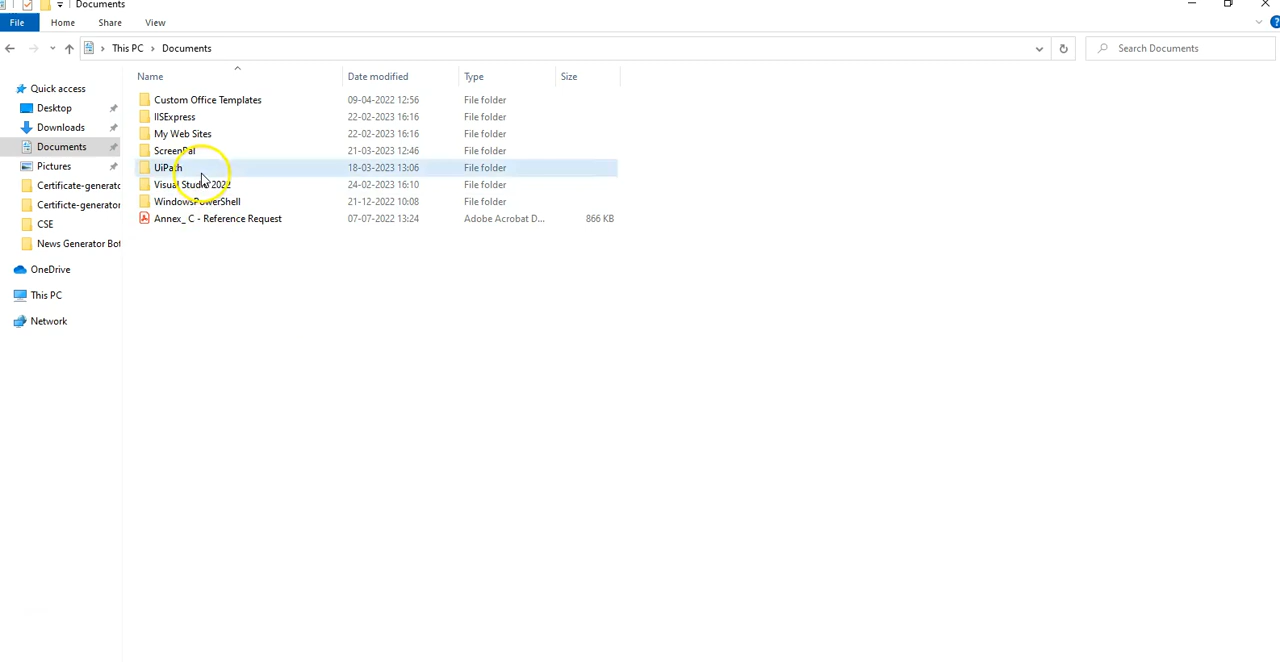 Documents
File Home Share View
This PC > Documents
Search Documents
Name Date modified Type Size
Quick access
Desktop
Downloads
Documents
Pictures
Certificate-generato
Certificte-generator
CSE
News Generator Bot
OneDrive
This PC
Network
Custom Office Templates 09-04-2022 12:56 File folder
IISExpress 22-02-2023 16:16 File folder
My Web Sites 22-02-2023 16:16 File folder
ScreenPal 21-03-2023 12:46 File folder
UiPath 18-03-2023 13:06 File folder
Visual Studio 2022 24-02-2023 16:10 File folder
WindowsPowerShell 21-12-2022 10:08 File folder
Annex_ C - Reference Request 07-07-2022 13:24 Adobe Acrobat D... 866 KB